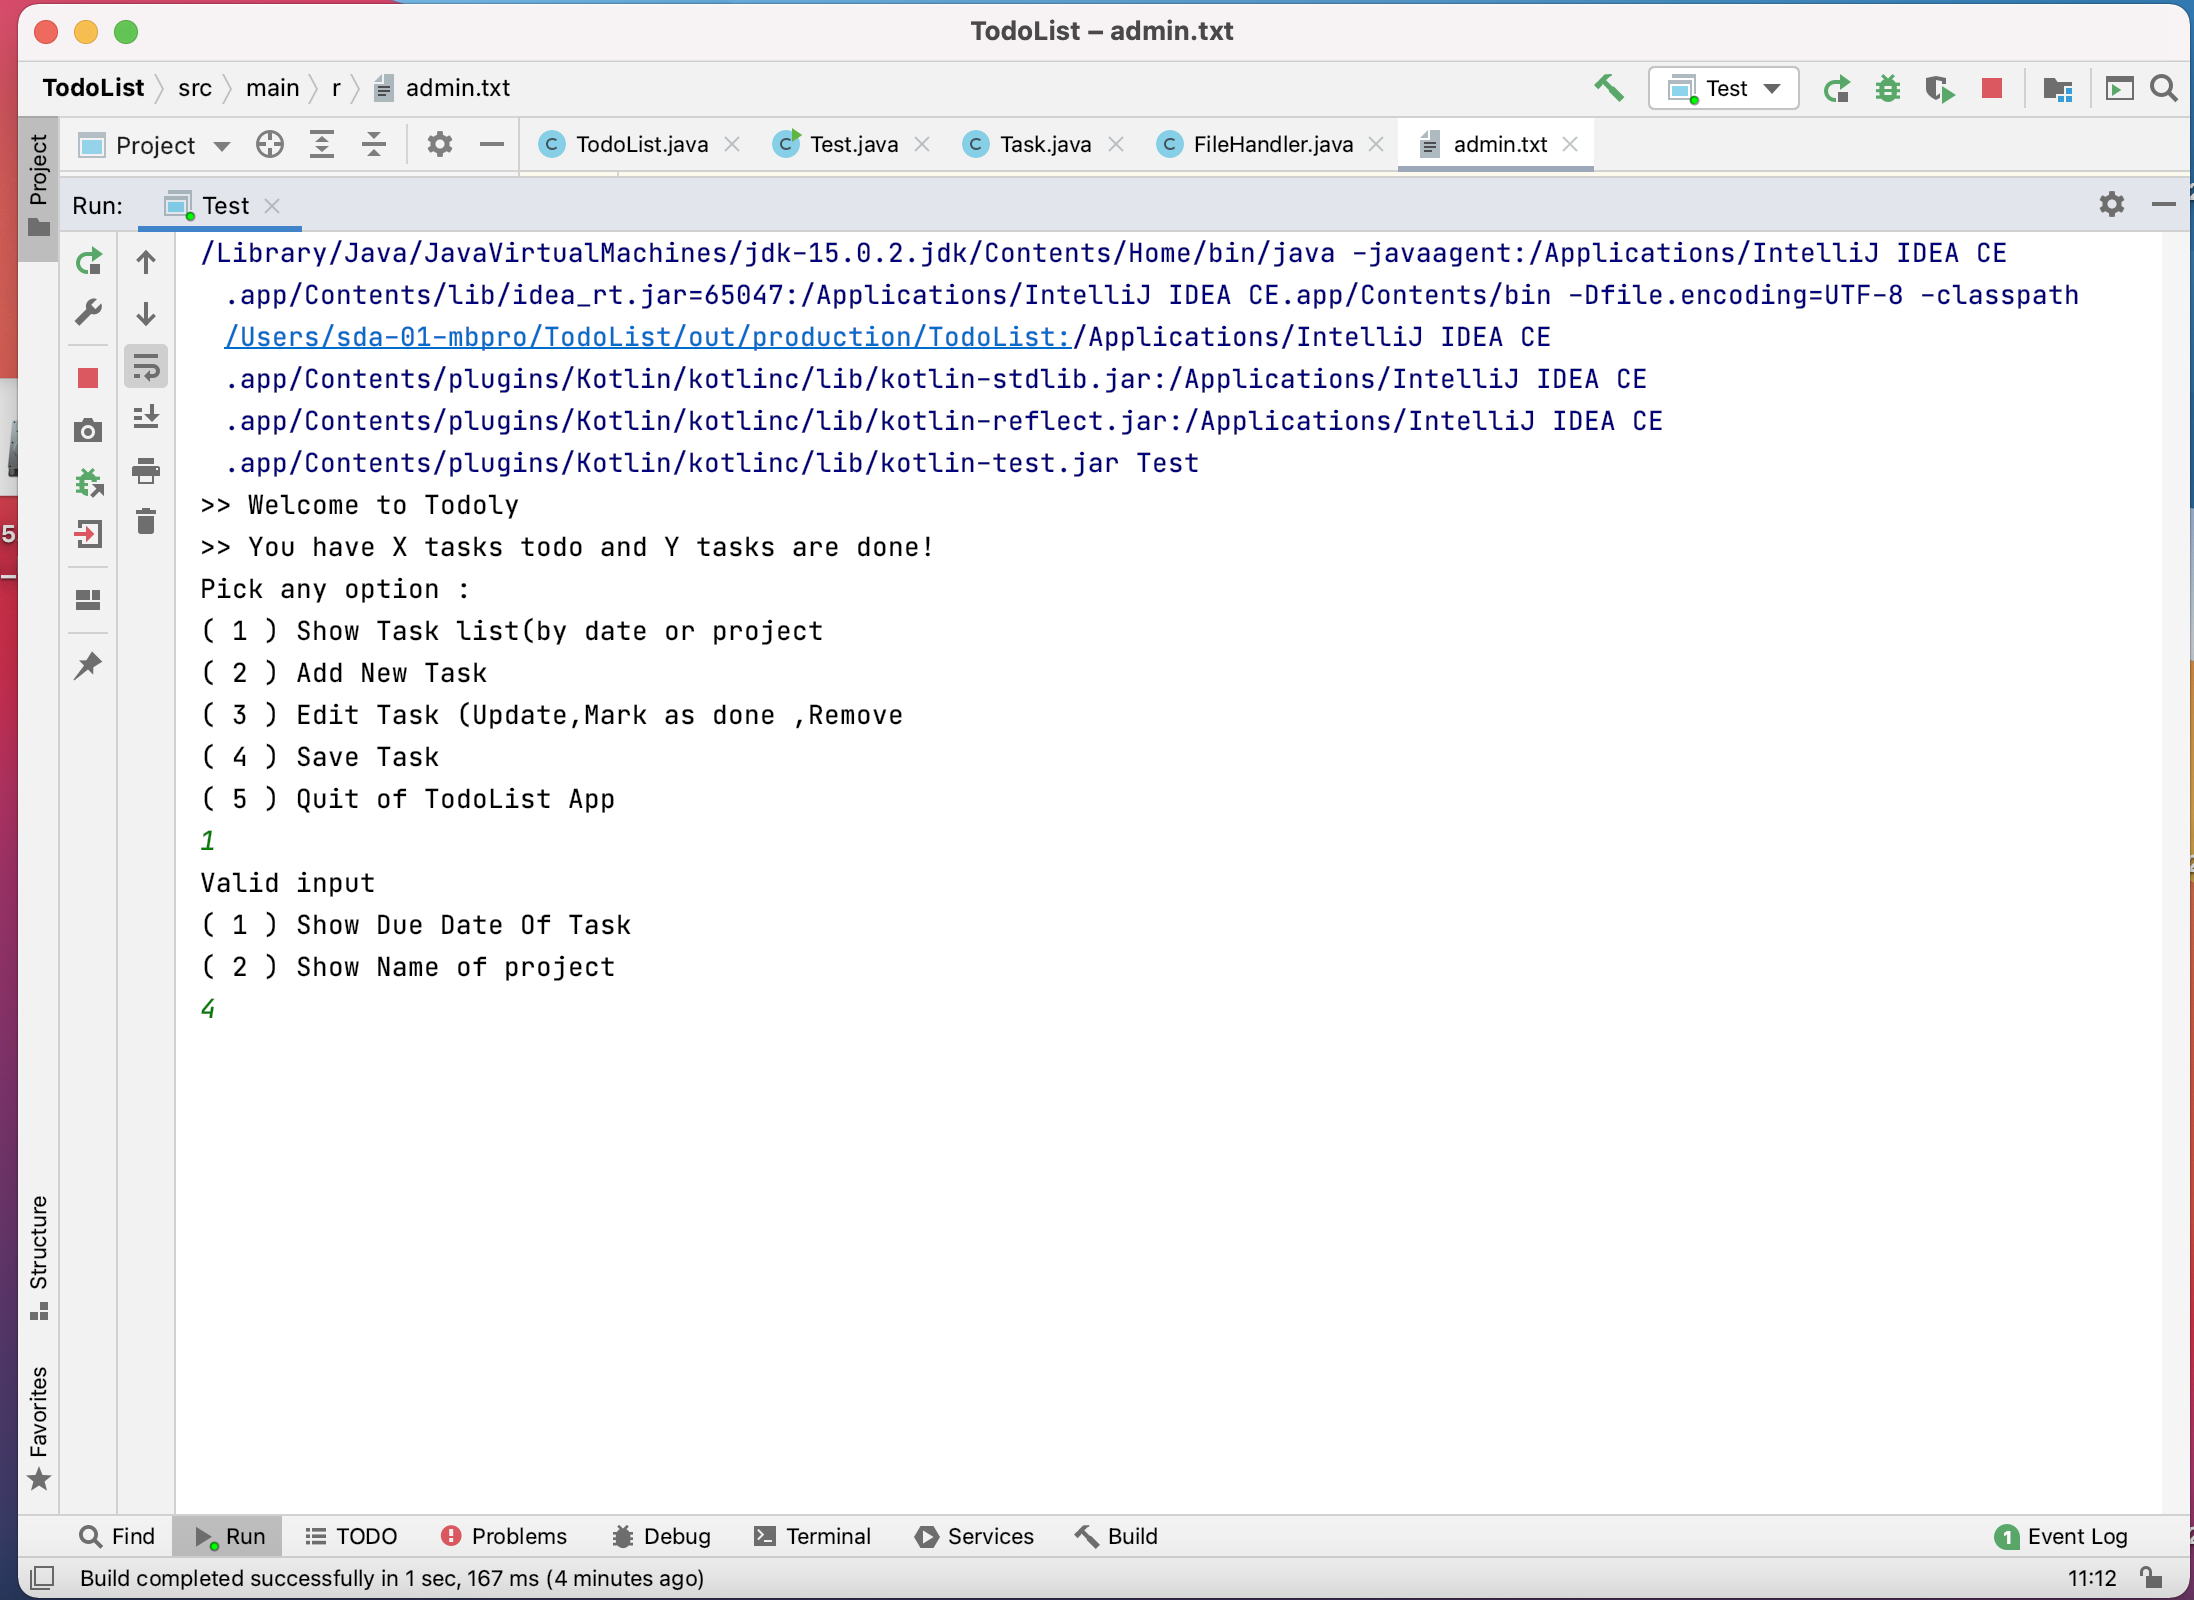 TodoList – admin.txt
TodoList src main r admin.txt Test
Project Project TodoList.java Test.java Task.java FileHandler.java admin.txt
Run: Test
/Library/Java/JavaVirtualMachines/jdk-15.0.2.jdk/Contents/Home/bin/java -javaagent:/Applications/IntelliJ IDEA CE
.app/Contents/lib/idea_rt.jar=65047:/Applications/IntelliJ IDEA CE.app/Contents/bin -Dfile.encoding=UTF-8 -classpath
/Users/sda-01-mbpro/TodoList/out/production/TodoList:/Applications/IntelliJ IDEA CE
.app/Contents/plugins/Kotlin/kotlinc/lib/kotlin-stdlib.jar:/Applications/IntelliJ IDEA CE
.app/Contents/plugins/Kotlin/kotlinc/lib/kotlin-reflect.jar:/Applications/IntelliJ IDEA CE
.app/Contents/plugins/Kotlin/kotlinc/lib/kotlin-test.jar Test
>> Welcome to Todoly
>> You have X tasks todo and Y tasks are done!
Pick any option :
( 1 ) Show Task list(by date or project
( 2 ) Add New Task
( 3 ) Edit Task (Update,Mark as done ,Remove
( 4 ) Save Task
( 5 ) Quit of TodoList App
1
Valid input
( 1 ) Show Due Date Of Task
( 2 ) Show Name of project
4
Structure
Favorites
Find Run TODO Problems Debug Terminal Services Build 1 Event Log
Build completed successfully in 1 sec, 167 ms (4 minutes ago) 11:12